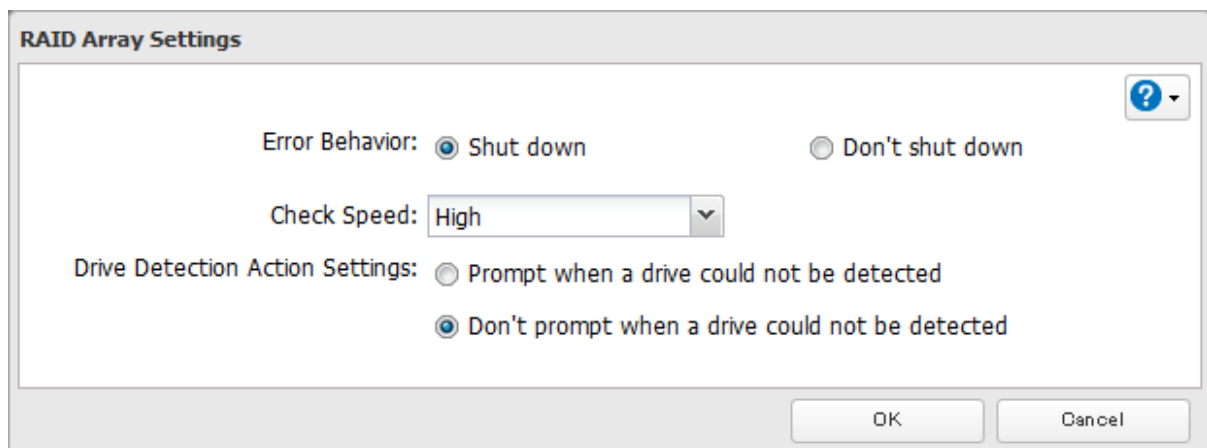 RAID Array Settings
?
Error Behavior: Shut down Don't shut down
Check Speed: High
Drive Detection Action Settings: Prompt when a drive could not be detected
Don't prompt when a drive could not be detected
OK Cancel